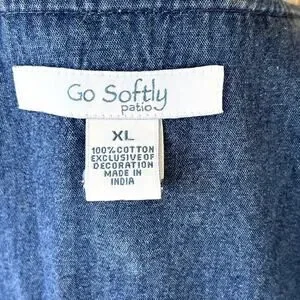 Go Softly
patio
XL
100% COTTON
EXCLUSIVE OF
DECORATION
MADE IN
INDIA